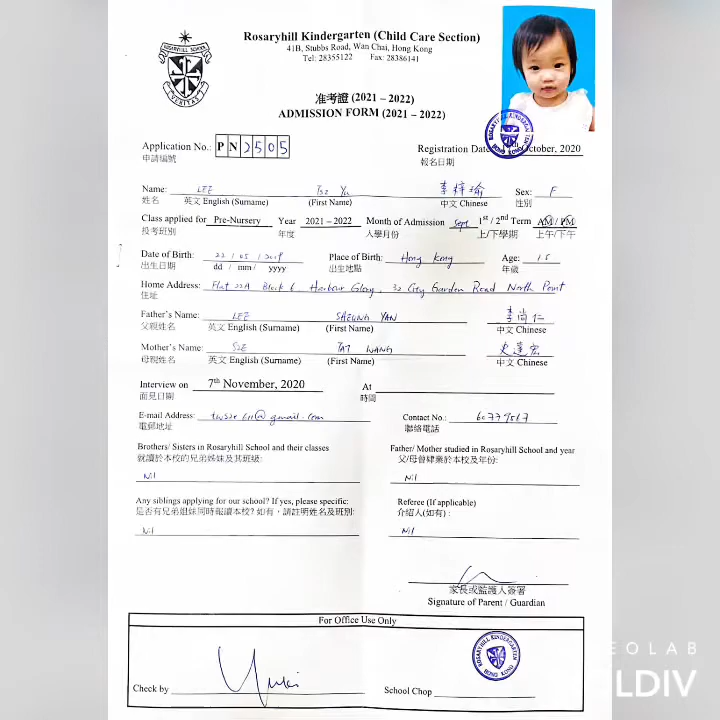 Rosaryhill Kindergarten (Child Care Section)
41B, Stubbs Road, Wan Chai, Hong Kong
Tel: 28355122 Fax: 28386141
ROSARYHILL SCHOOL
VERITAS
准考證 (2021 – 2022)
ADMISSION FORM (2021 – 2022)
Application No.: P N 2 5 0 5
申請編號
Registration Date October, 2020
報名日期
Name: LEE Tsz Yu 李梓瑜 Sex: F
姓名 英文 English (Surname) (First Name) 中文 Chinese 性別
Class applied for Pre-Nursery Year 2021 – 2022 Month of Admission Sept 1st / 2nd Term AM / PM
投考班別 年度 入學月份 上/下學期 上午/下午
Date of Birth: 22 / 05 / 2019 Place of Birth: Hong Kong Age: 1.5
出生日期 dd / mm / yyyy 出生地點 年歲
Home Address: Flat 22A Block 6, Harbour Glory, 32 City Garden Road North Point
住址
Father's Name: LEE SHEUNG YAN 李尚仁
父親姓名 英文 English (Surname) (First Name) 中文 Chinese
Mother's Name: SZE TAT WANG 史達宏
母親姓名 英文 English (Surname) (First Name) 中文 Chinese
Interview on 7th November, 2020 At
面見日期 時間
E-mail Address: @gmail.com Contact No.:
電郵地址 聯絡電話
Brothers/ Sisters in Rosaryhill School and their classes
就讀於本校的兄弟姊妹及其班級:
Nil
Father/ Mother studied in Rosaryhill School and year
父/母曾肄業於本校及年份:
Nil
Any siblings applying for our school? If yes, please specific:
是否有兄弟姐妹同時報讀本校? 如有, 請註明姓名及班別:
Nil
Referee (If applicable)
介紹人(如有) :
Nil
家長或監護人簽署
Signature of Parent / Guardian
For Office Use Only
Check by
School Chop
ROSARYHILL KINDERGARTEN
HONG KONG